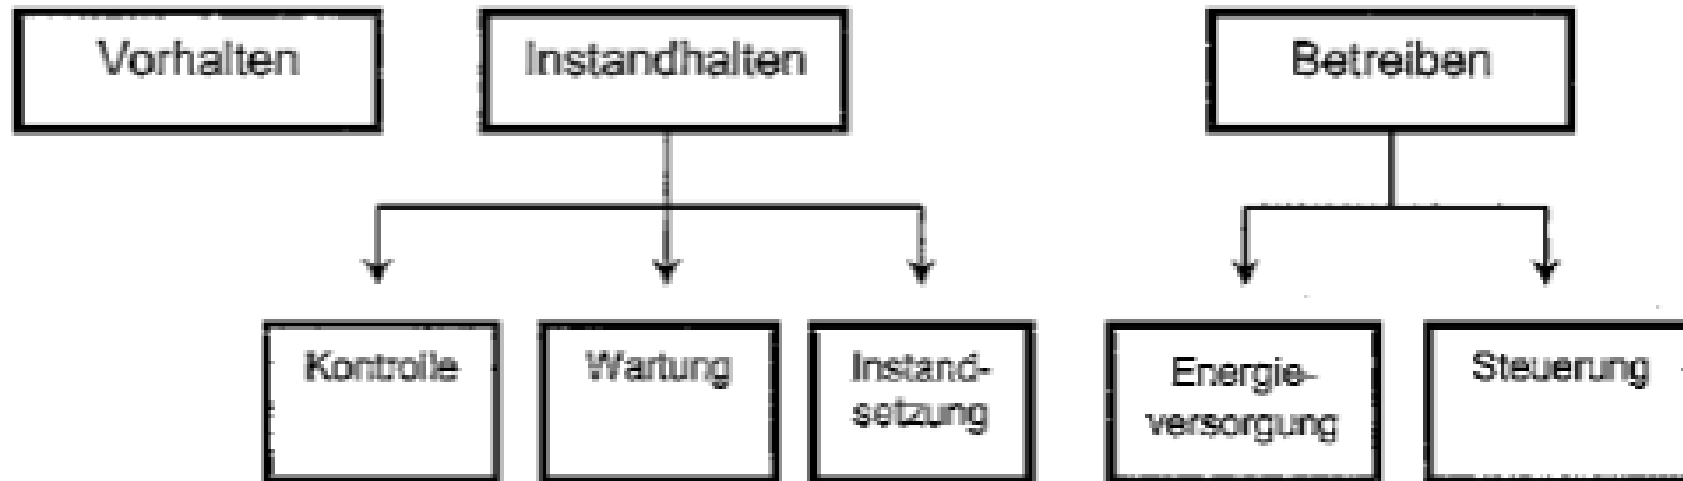 Vorhalten
Instandhalten
Betreiben
Kontrolle
Wartung
Instand-
setzung
Energie-
versorgung
Steuerung